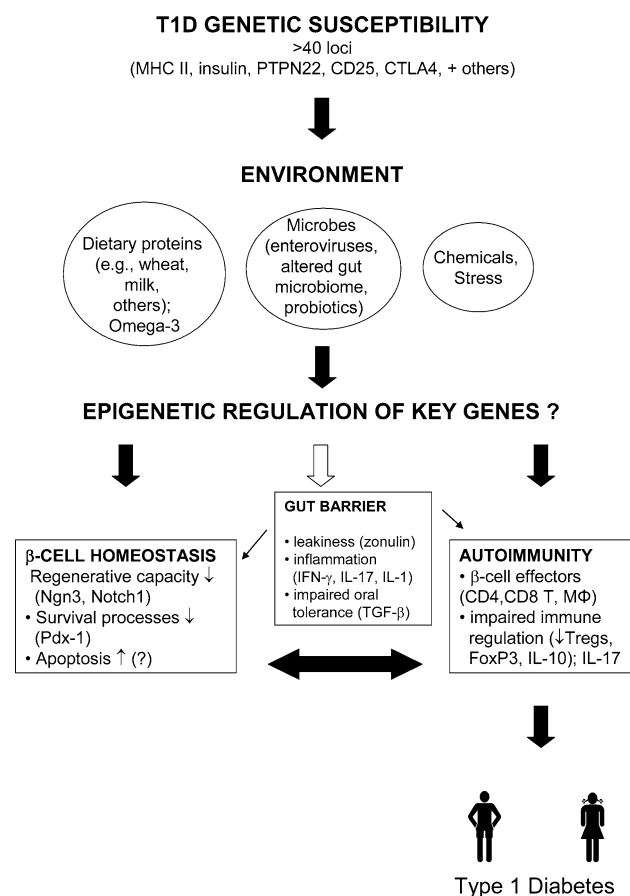 T1D GENETIC SUSCEPTIBILITY
>40 loci
(MHC II, insulin, PTPN22, CD25, CTLA4, + others)
ENVIRONMENT
Dietary proteins
(e.g., wheat,
milk,
others);
Omega-3
Microbes
(enteroviruses,
altered gut
microbiome,
probiotics)
Chemicals,
Stress
EPIGENETIC REGULATION OF KEY GENES ?
GUT BARRIER
• leakiness (zonulin)
• inflammation
(IFN-γ, IL-17, IL-1)
• impaired oral
tolerance (TGF-β)
β-CELL HOMEOSTASIS
Regenerative capacity ↓
(Ngn3, Notch1)
• Survival processes ↓
(Pdx-1)
• Apoptosis ↑ (?)
AUTOIMMUNITY
• β-cell effectors
(CD4,CD8 T, MΦ)
• impaired immune
regulation (↓Tregs,
FoxP3, IL-10); IL-17
Type 1 Diabetes